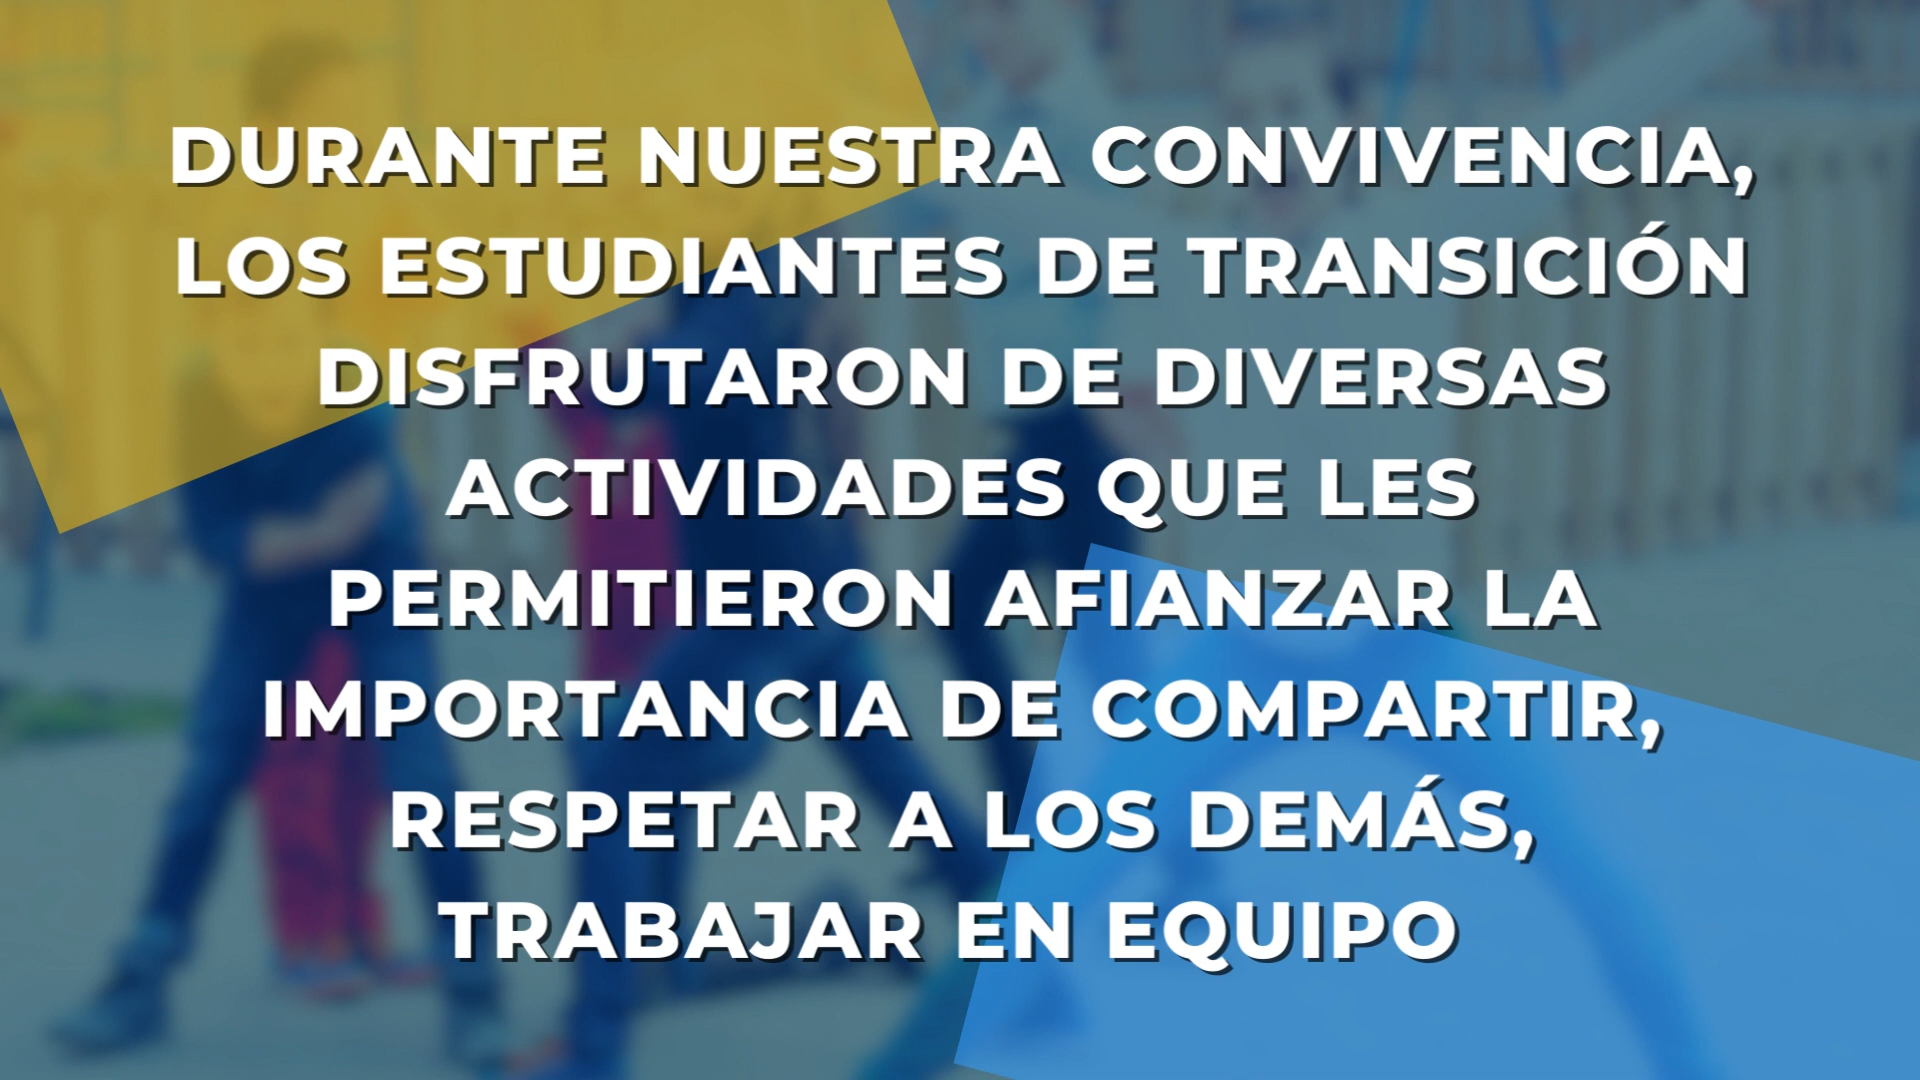 DURANTE NUESTRA CONVIVENCIA,
LOS ESTUDIANTES DE TRANSICIÓN
DISFRUTARON DE DIVERSAS
ACTIVIDADES QUE LES
PERMITIERON AFIANZAR LA
IMPORTANCIA DE COMPARTIR,
RESPETAR A LOS DEMÁS,
TRABAJAR EN EQUIPO